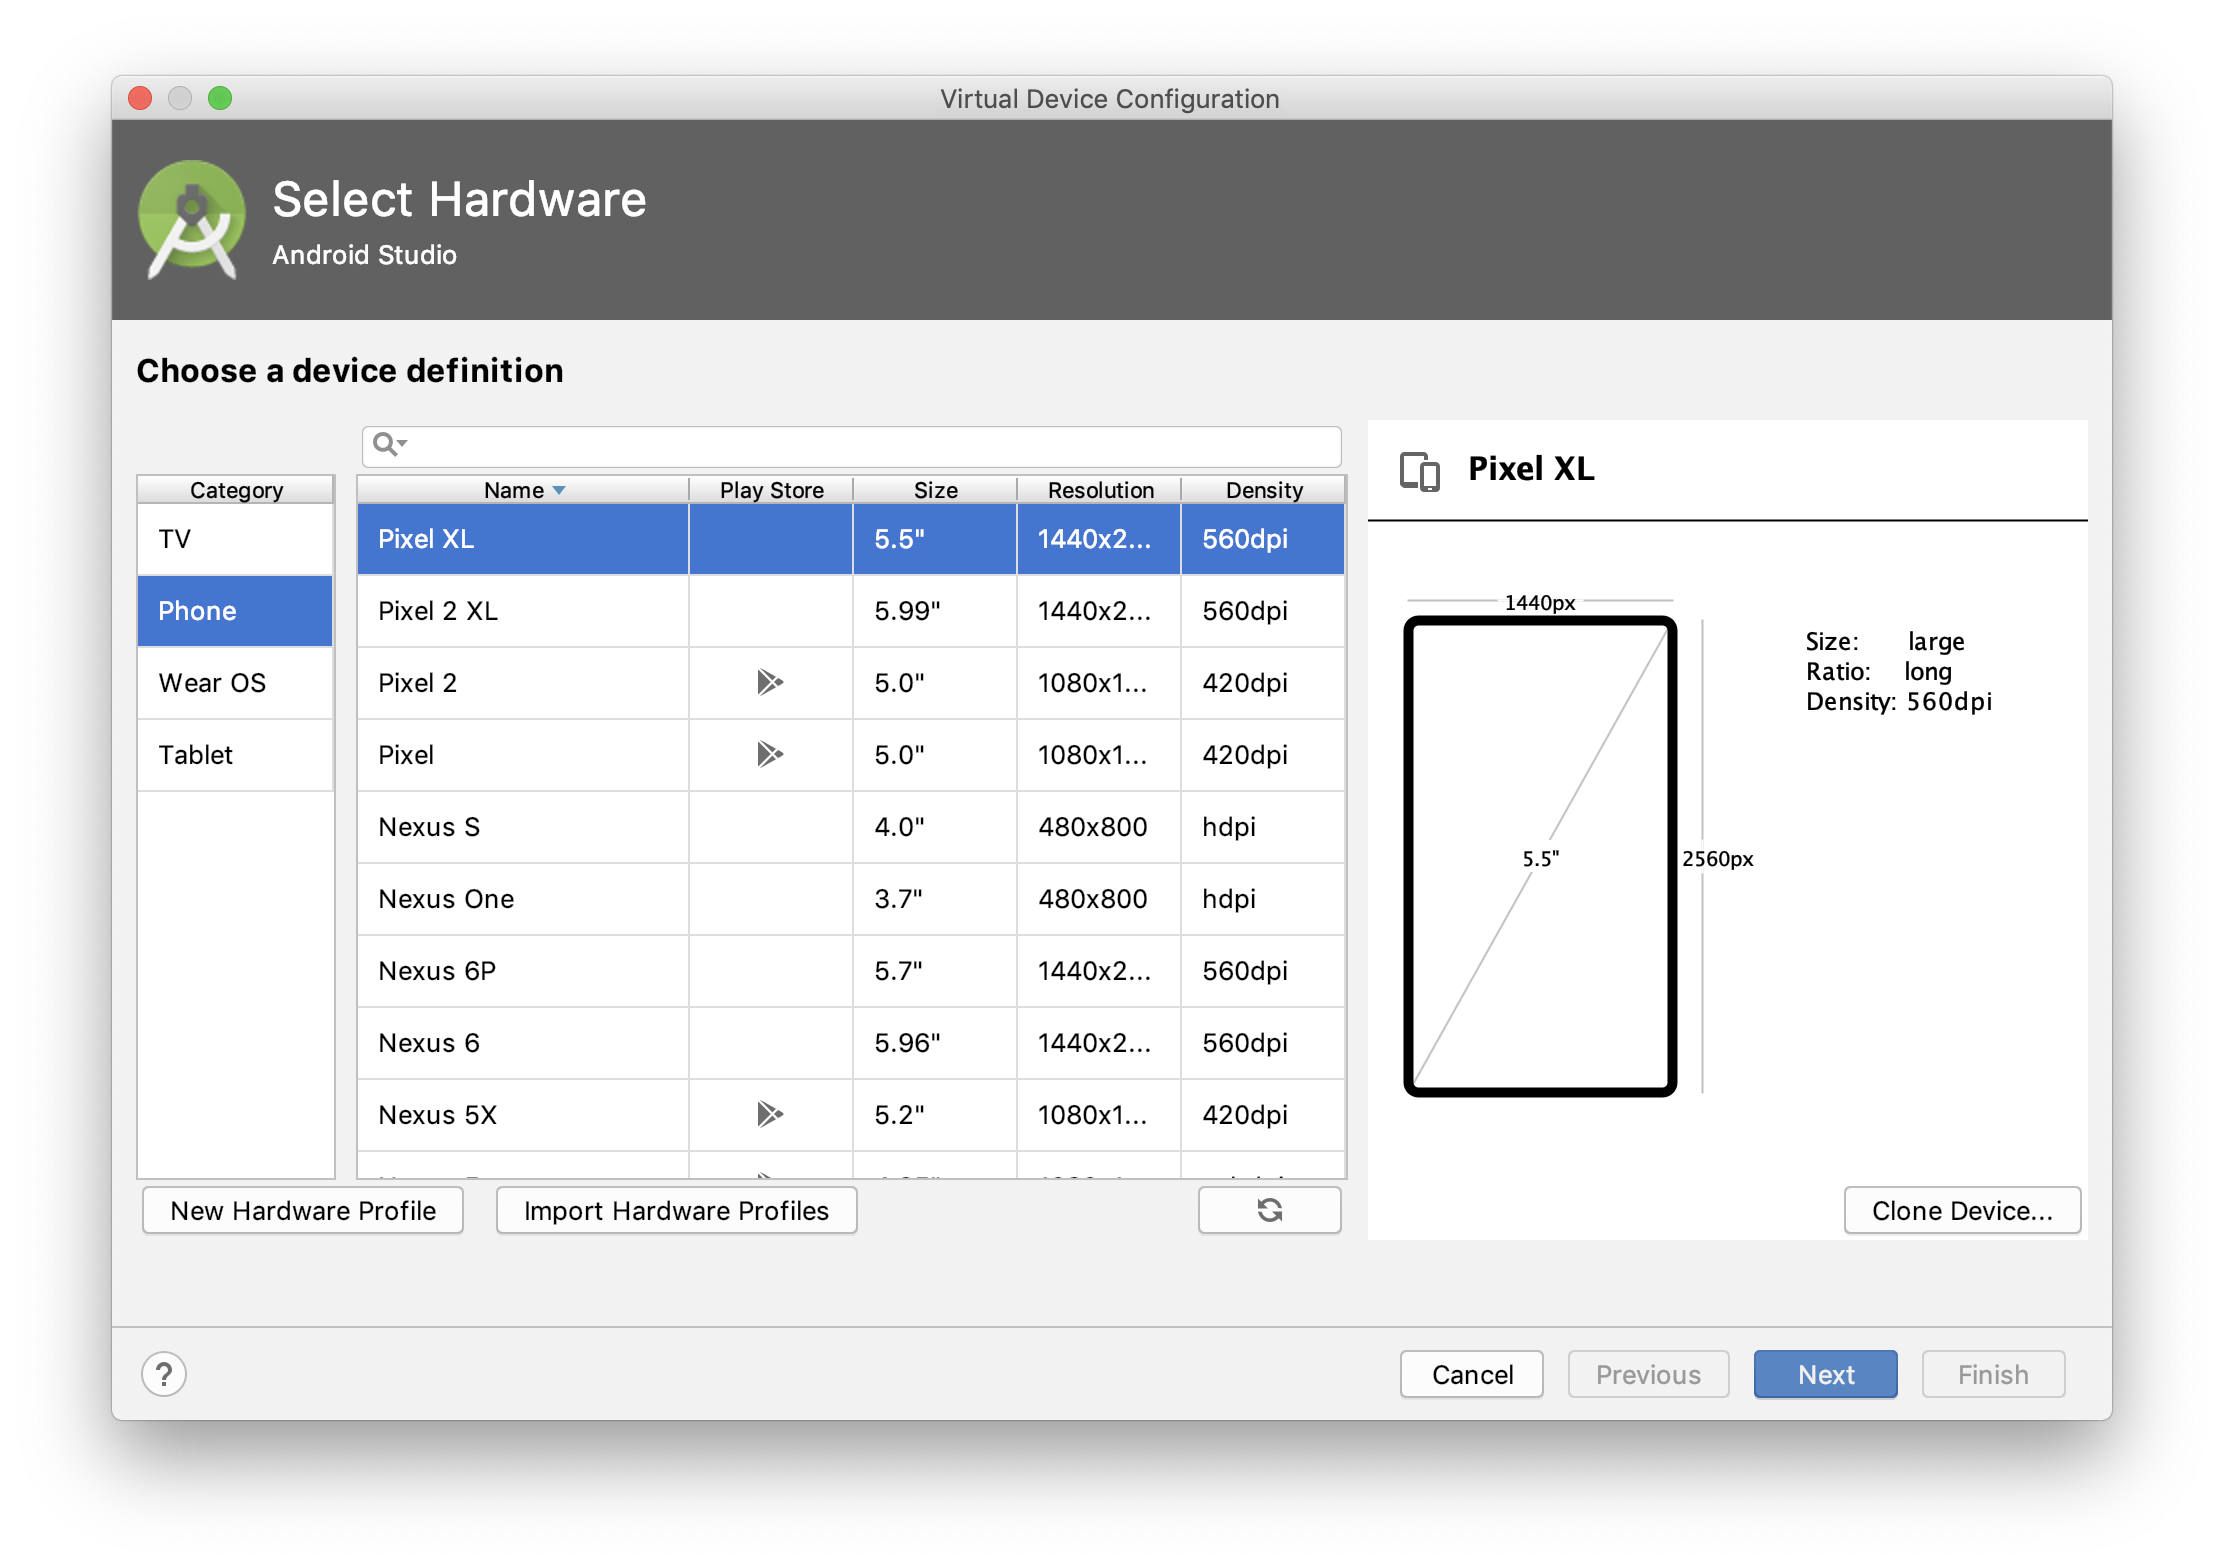 Virtual Device Configuration
Select Hardware
Android Studio
Choose a device definition
Category
TV
Phone
Wear OS
Tablet
Name Play Store Size Resolution Density
Pixel XL 5.5" 1440x2... 560dpi
Pixel 2 XL 5.99" 1440x2... 560dpi
Pixel 2 5.0" 1080x1... 420dpi
Pixel 5.0" 1080x1... 420dpi
Nexus S 4.0" 480x800 hdpi
Nexus One 3.7" 480x800 hdpi
Nexus 6P 5.7" 1440x2... 560dpi
Nexus 6 5.96" 1440x2... 560dpi
Nexus 5X 5.2" 1080x1... 420dpi
New Hardware Profile
Import Hardware Profiles
Pixel XL
1440px
5.5"
2560px
Size: large
Ratio: long
Density: 560dpi
Clone Device...
?
Cancel
Previous
Next
Finish